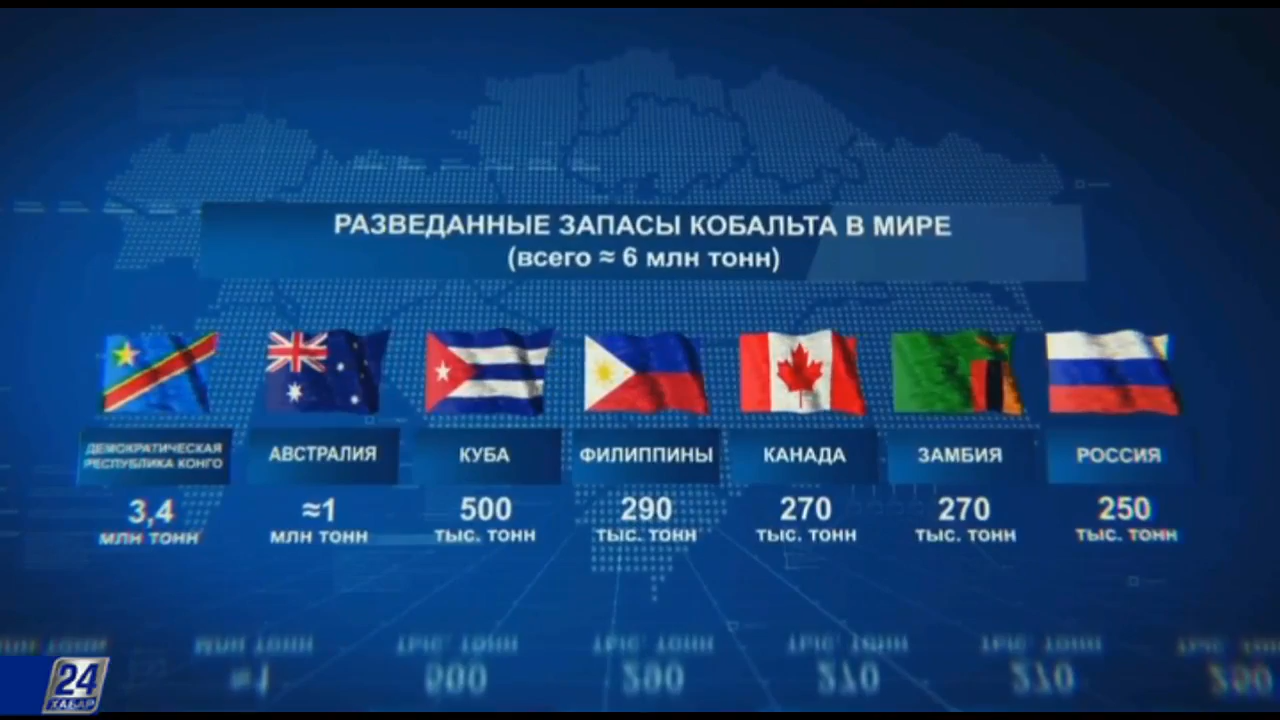 РАЗВЕДАННЫЕ ЗАПАСЫ КОБАЛЬТА В МИРЕ
(всего ≈ 6 млн тонн)
ДЕМОКРАТИЧЕСКАЯ
РЕСПУБЛИКА КОНГО
3,4
МЛН ТОНН
АВСТРАЛИЯ
≈1
МЛН ТОНН
КУБА
500
ТЫС. ТОНН
ФИЛИППИНЫ
290
ТЫС. ТОНН
КАНАДА
270
ТЫС. ТОНН
ЗАМБИЯ
270
ТЫС. ТОНН
РОССИЯ
250
ТЫС. ТОНН
24
ХАБАР